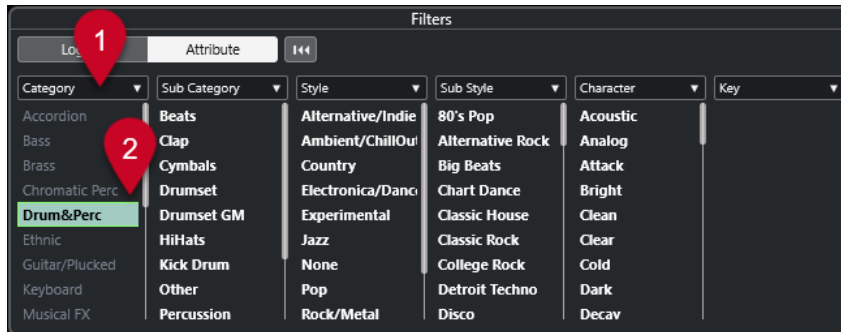 Filters
1
Attribute
Category
Sub Category
Style
Sub Style
Character
Key
Accordion
Beats
Alternative/Indie
80's Pop
Acoustic
Bass
2
Clap
Ambient/ChillOu
Alternative Rock
Analog
Brass
Cymbals
Country
Big Beats
Attack
Chromatic Perc
Drumset
Electronica/Danc
Chart Dance
Bright
Drum&Perc
Drumset GM
Experimental
Classic House
Clean
Ethnic
HiHats
Jazz
Classic Rock
Clear
Guitar/Plucked
Kick Drum
None
College Rock
Cold
Keyboard
Other
Pop
Detroit Techno
Dark
Musical FX
Percussion
Rock/Metal
Disco
Decay